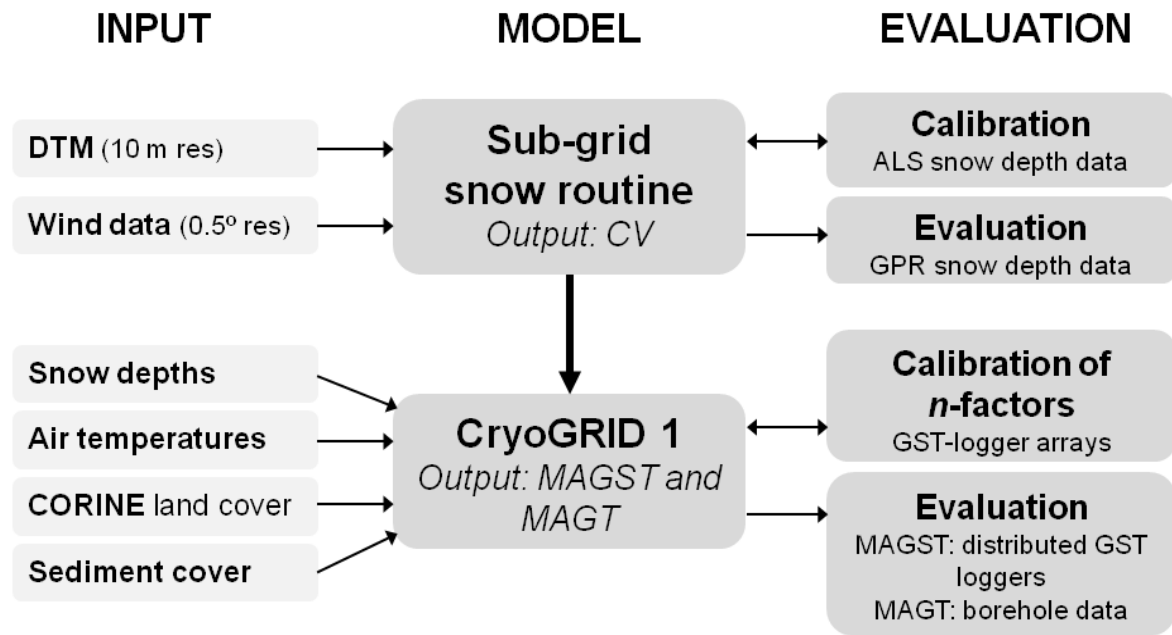 INPUT
MODEL
EVALUATION
DTM (10 m res)
Wind data (0.5º res)
Sub-grid
snow routine
Output: CV
Calibration
ALS snow depth data
Evaluation
GPR snow depth data
Snow depths
Air temperatures
CORINE land cover
Sediment cover
CryoGRID 1
Output: MAGST and
MAGT
Calibration of
n-factors
GST-logger arrays
Evaluation
MAGST: distributed GST
loggers
MAGT: borehole data